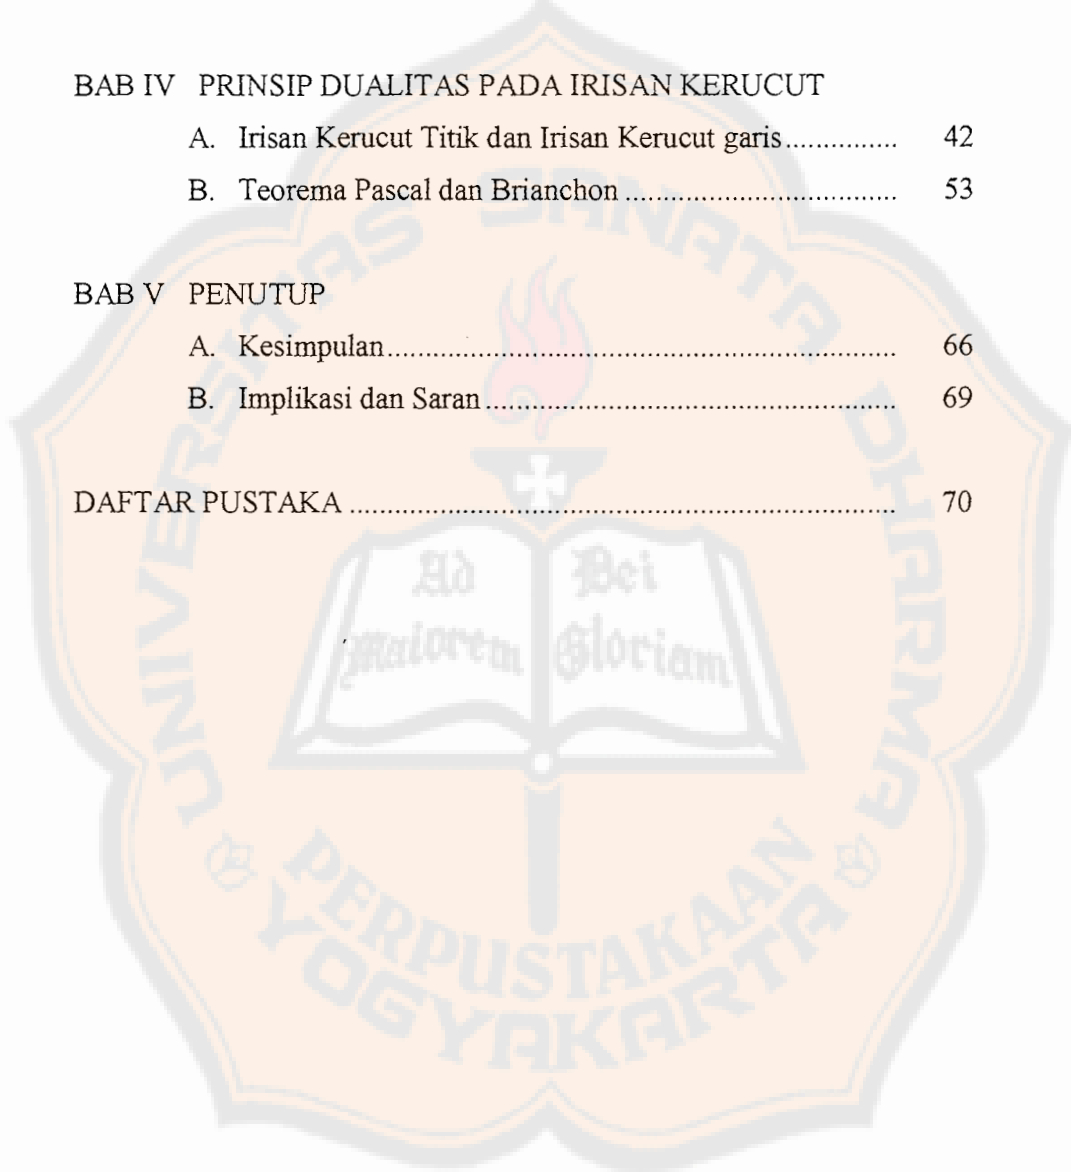 BAB IV PRINSIP DUALITAS PADA IRISAN KERUCUT
A. Irisan Kerucut Titik dan Irisan Kerucut garis ............... 42
B. Teorema Pascal dan Brianchon .................................... 53
BAB V PENUTUP
A. Kesimpulan .................................................................... 66
B. Implikasi dan Saran ....................................................... 69
DAFTAR PUSTAKA ......................................................................... 70
UNIVERSITAS SANATA DHARMA
Ad Dei
Maiorem Gloriam
PERPUSTAKAAN
YOGYAKARTA